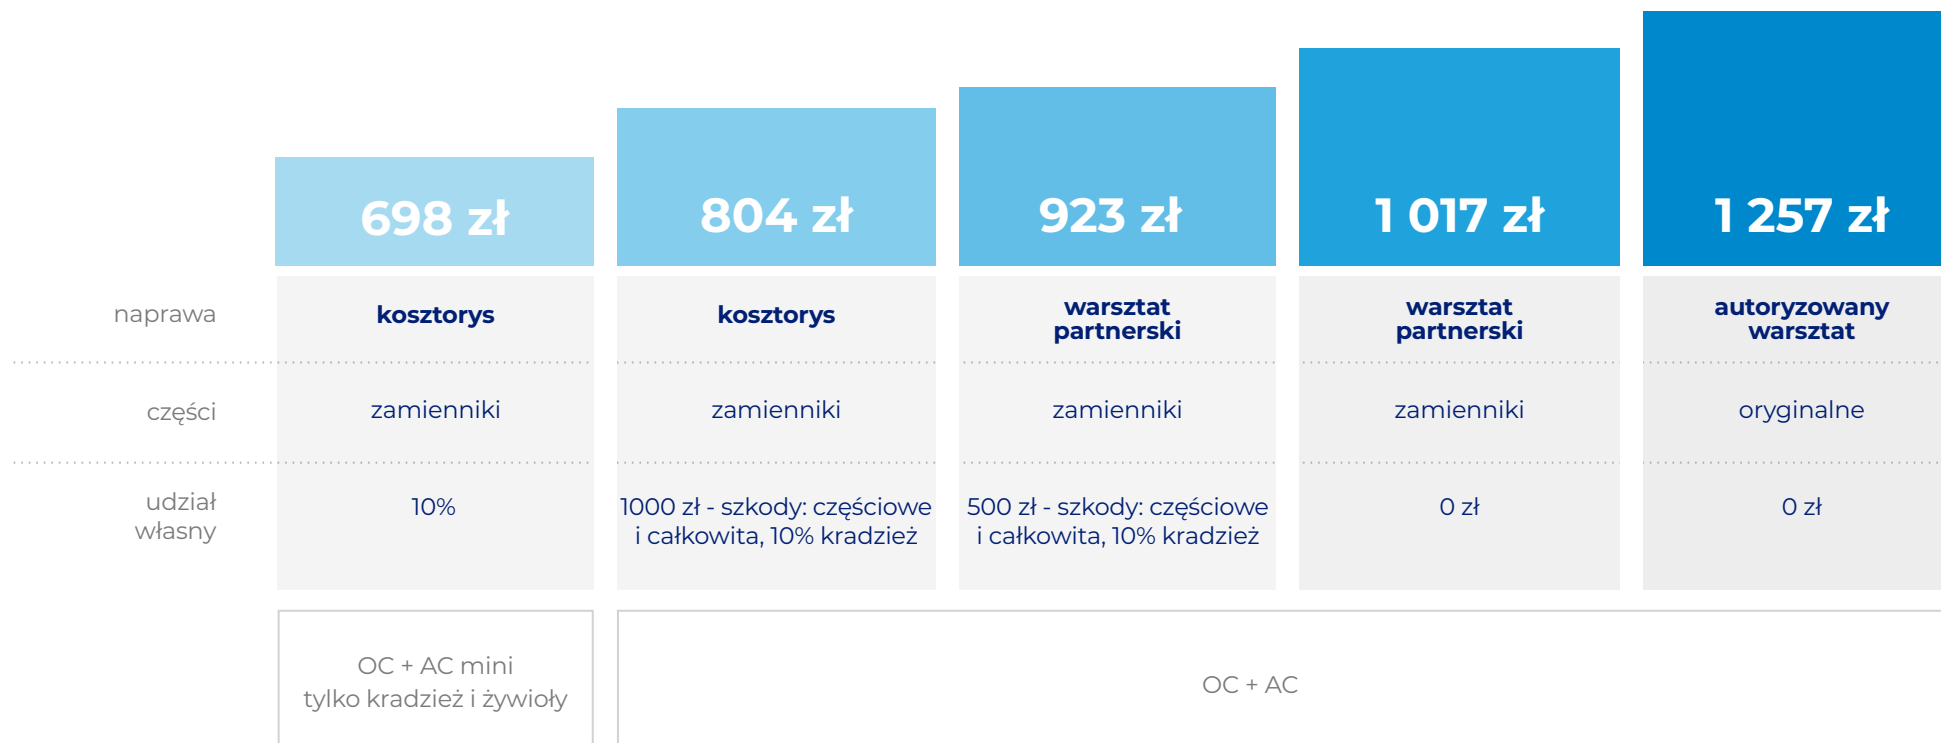 698 zł
804 zł
923 zł
1 017 zł
1 257 zł
naprawa
kosztorys
kosztorys
warsztat
partnerski
warsztat
partnerski
autoryzowany
warsztat
części
zamienniki
zamienniki
zamienniki
zamienniki
oryginalne
udział
własny
10%
1000 zł - szkody: częściowe
i całkowita, 10% kradzież
500 zł - szkody: częściowe
i całkowita, 10% kradzież
0 zł
0 zł
OC + AC mini
tylko kradzież i żywioły
OC + AC